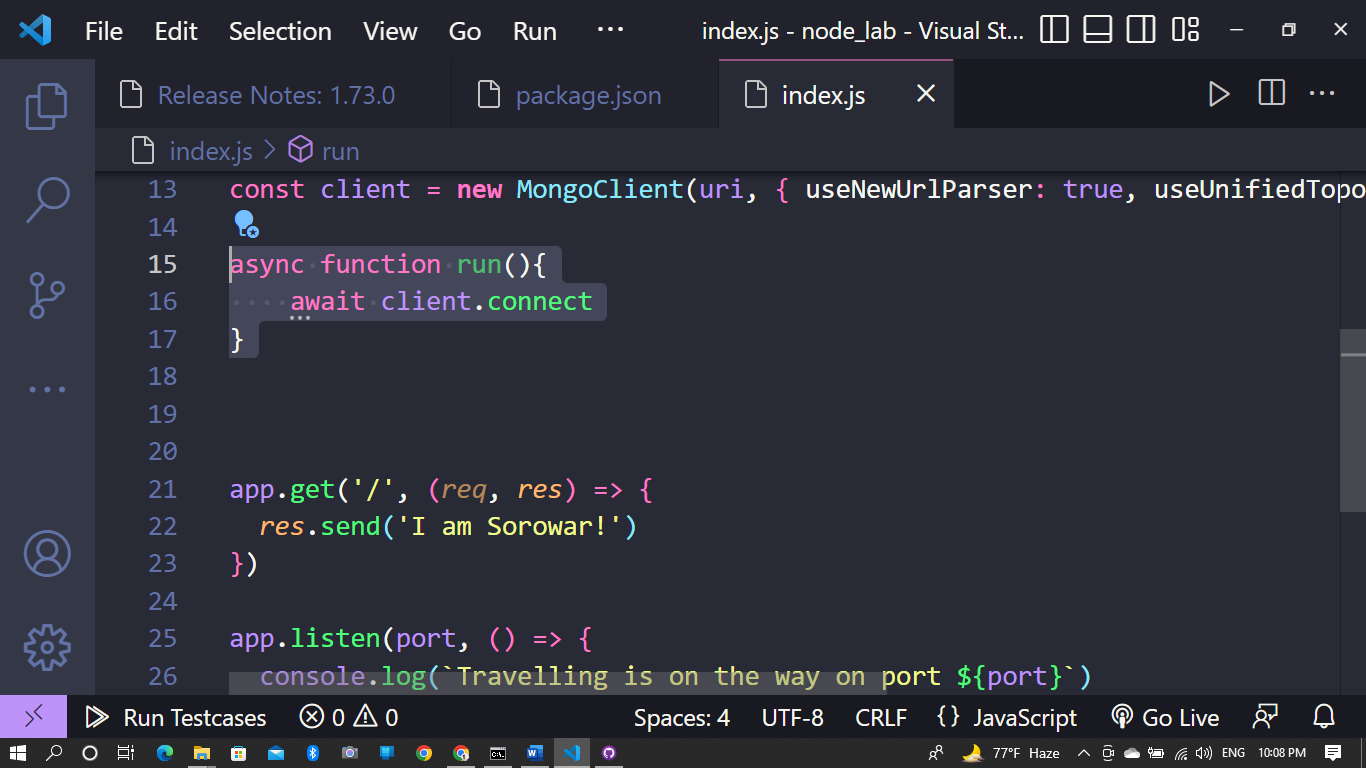 File Edit Selection View Go Run ··· index.js - node_lab - Visual St...
Release Notes: 1.73.0 package.json index.js
index.js > run
13 const client = new MongoClient(uri, { useNewUrlParser: true, useUnifiedTopo
14
15 async function run(){
16 await client.connect
17 }
18
19
20
21 app.get('/', (req, res) => {
22 res.send('I am Sorowar!')
23 })
24
25 app.listen(port, () => {
26 console.log(`Travelling is on the way on port ${port}`)
Run Testcases 0 0 Spaces: 4 UTF-8 CRLF {} JavaScript Go Live
77°F Haze ENG 10:08 PM